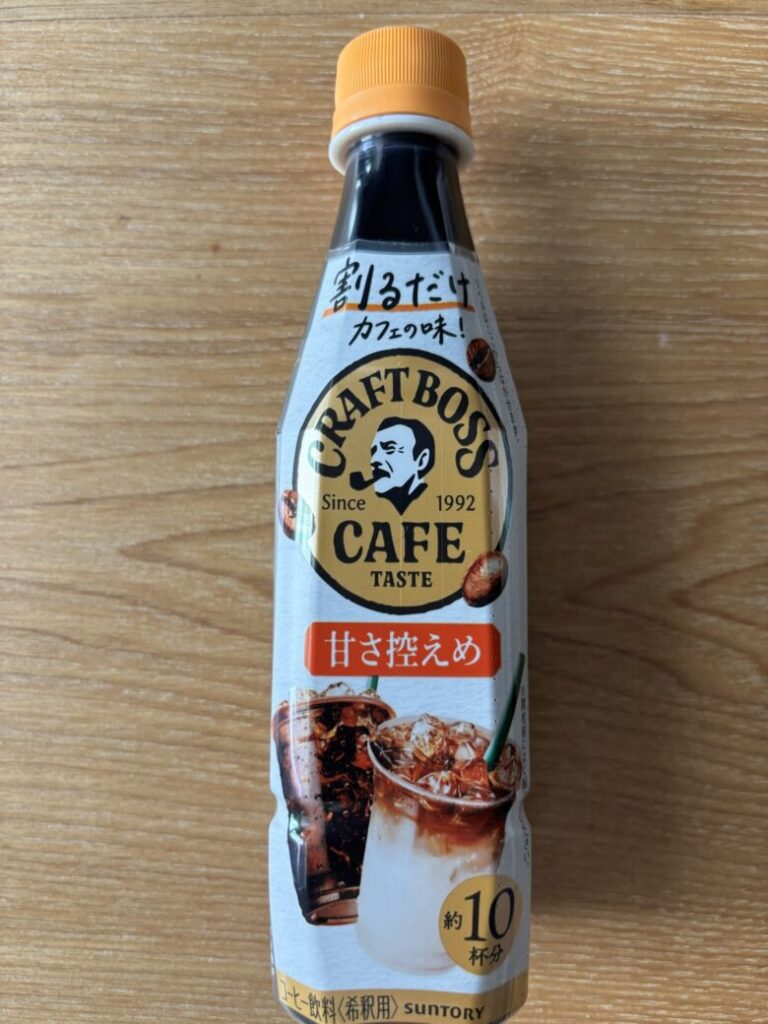 割るだけ
カフェの味!
CRAFT BOSS
Since 1992
CAFE
TASTE
甘さ控えめ
約10
杯分
コーヒー飲料〈希釈用〉 SUNTORY